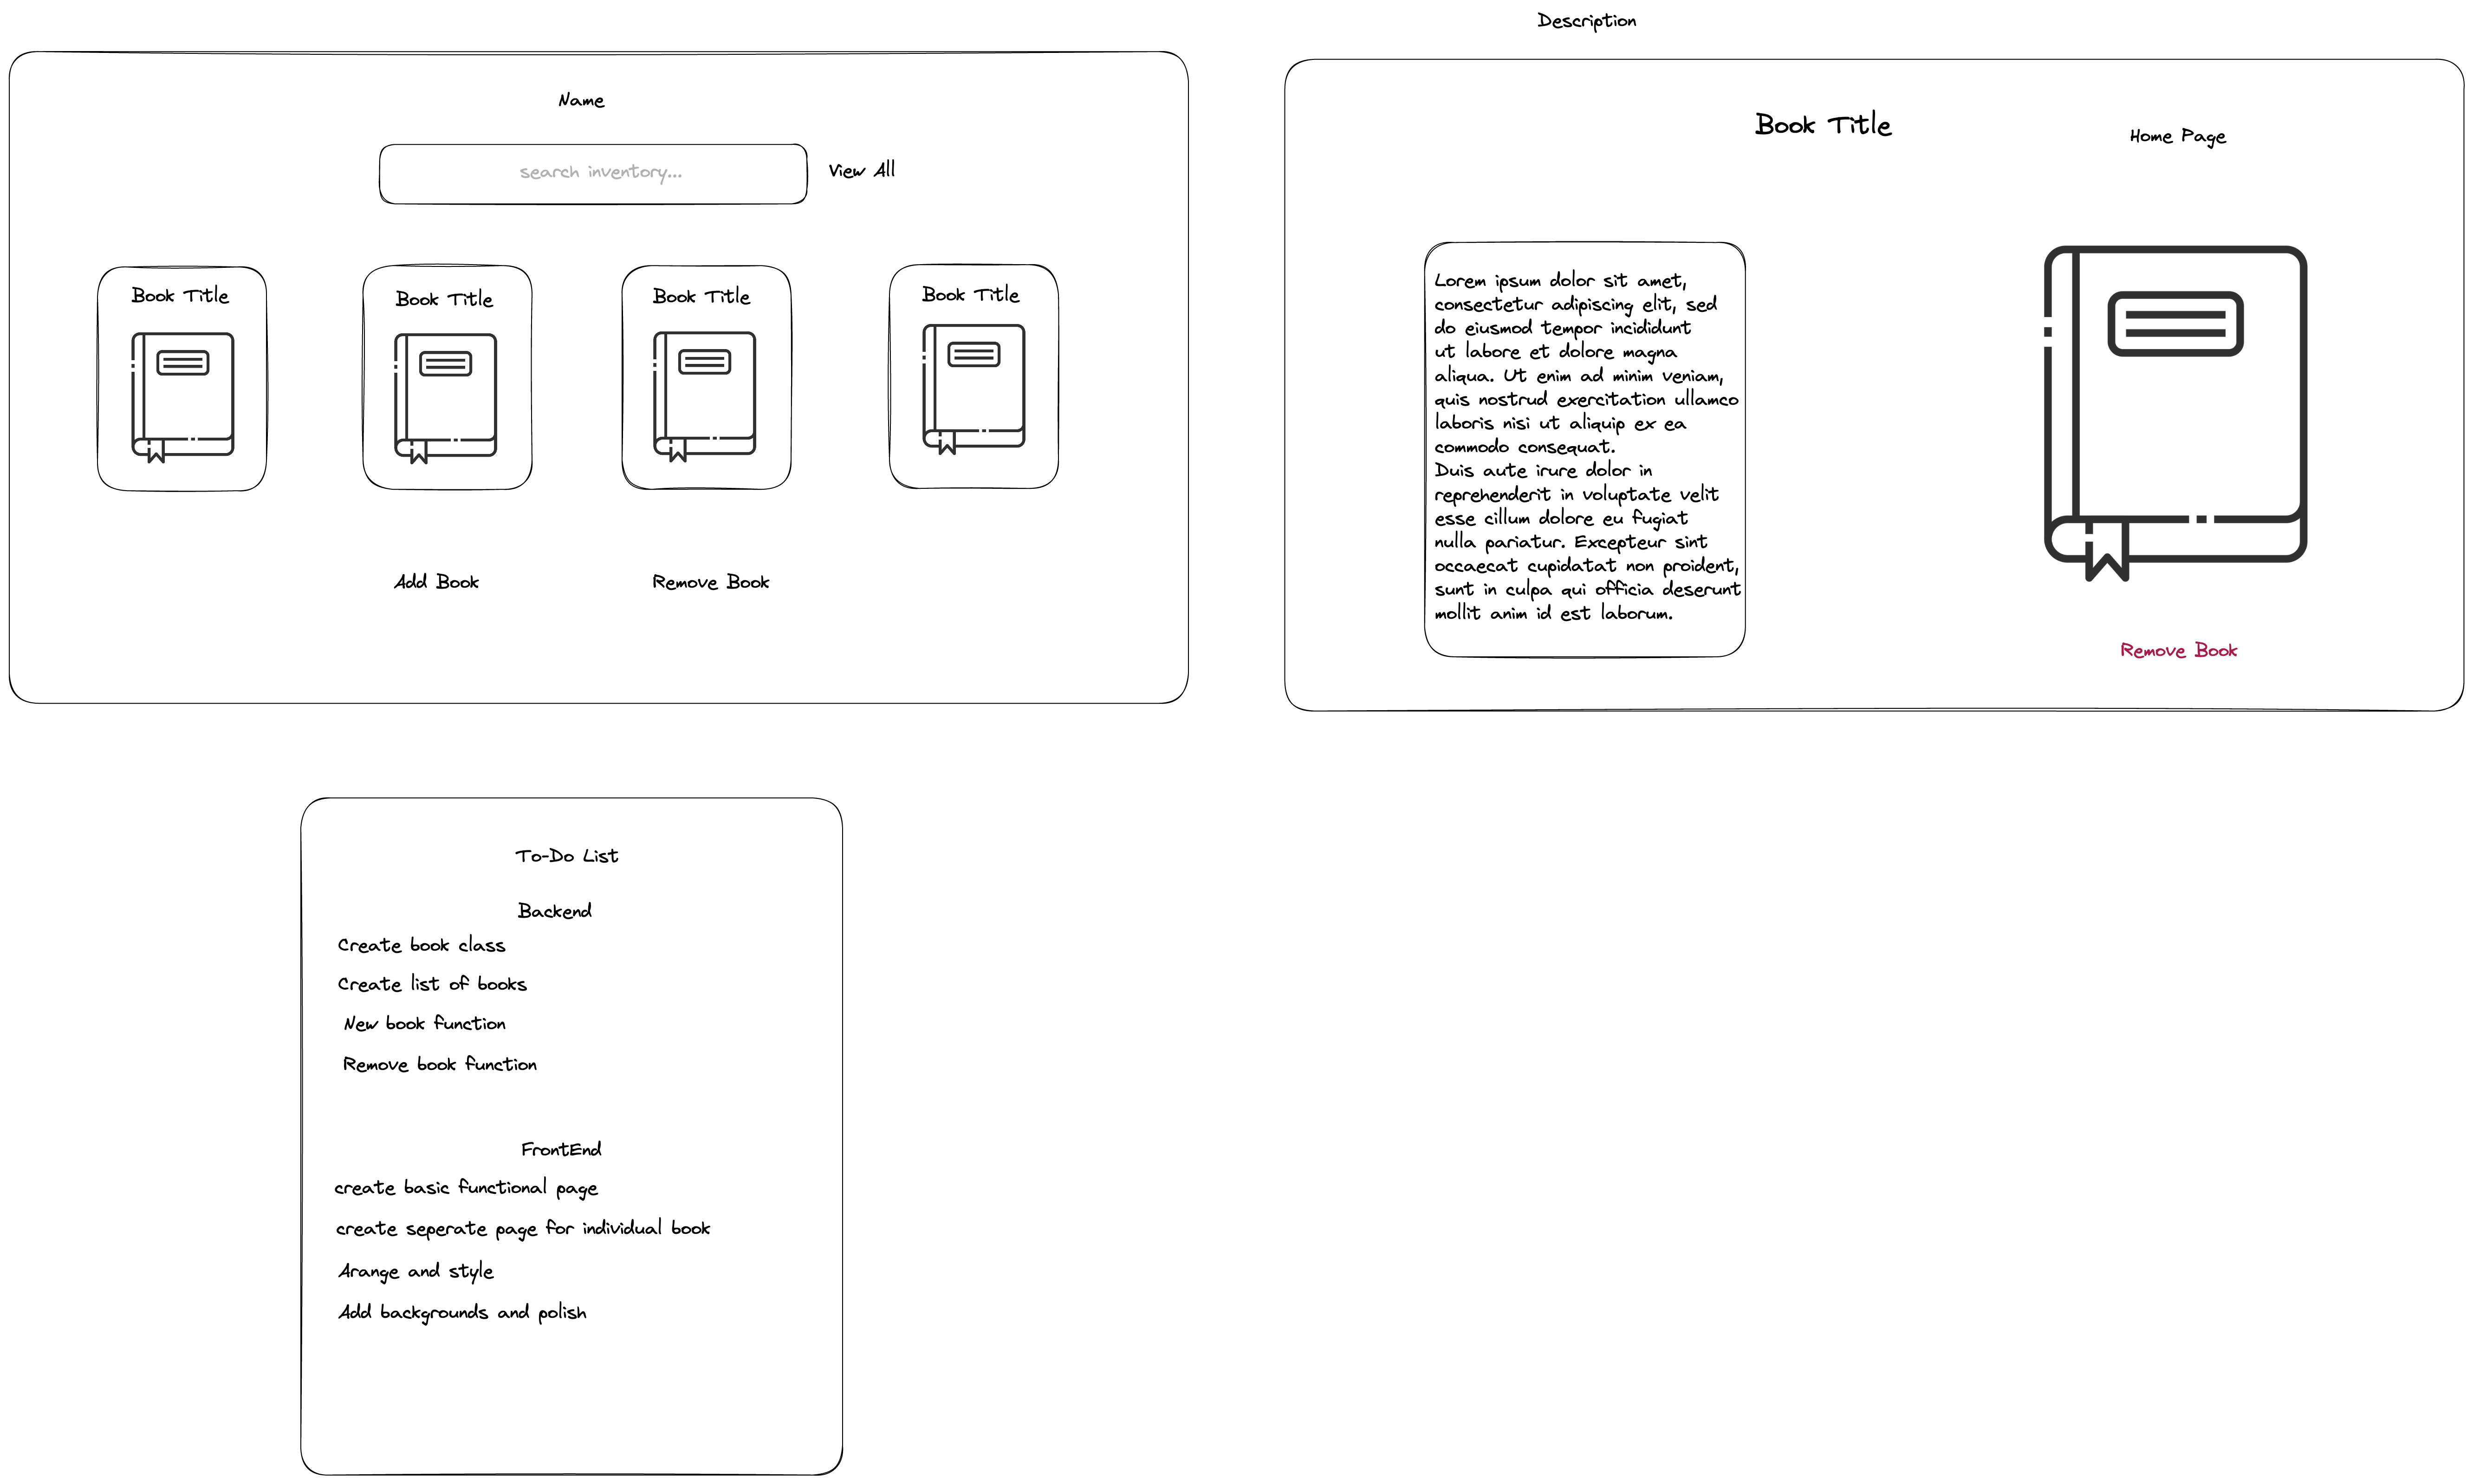 Description
Name
search inventory...
View All
Book Title
Book Title
Book Title
Book Title
Add Book
Remove Book
Book Title
Home Page
Lorem ipsum dolor sit amet,
consectetur adipiscing elit, sed
do eiusmod tempor incididunt
ut labore et dolore magna
aliqua. Ut enim ad minim veniam,
quis nostrud exercitation ullamco
laboris nisi ut aliquip ex ea
commodo consequat.
Duis aute irure dolor in
reprehenderit in voluptate velit
esse cillum dolore eu fugiat
nulla pariatur. Excepteur sint
occaecat cupidatat non proident,
sunt in culpa qui officia deserunt
mollit anim id est laborum.
Remove Book
To-Do List
Backend
Create book class
Create list of books
New book function
Remove book function
FrontEnd
create basic functional page
create seperate page for individual book
Arange and style
Add backgrounds and polish